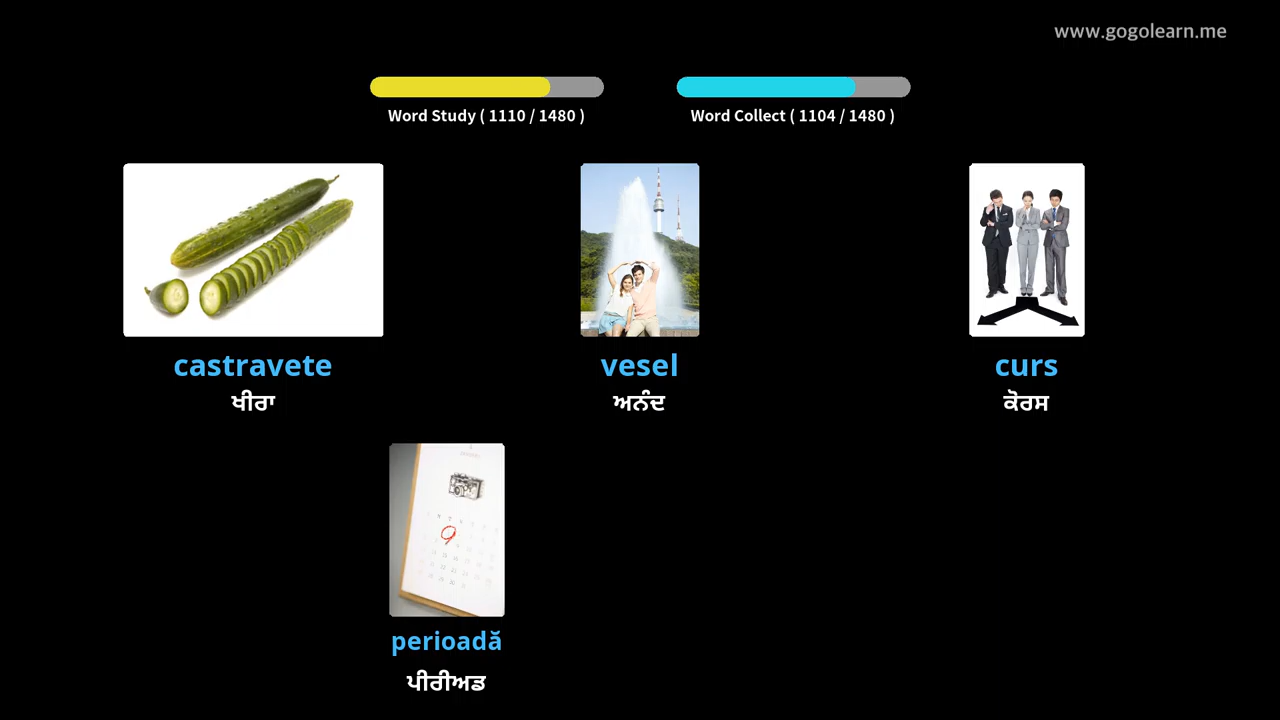 www.gogolearn.me
Word Study ( 1110 / 1480 )
Word Collect ( 1104 / 1480 )
castravete
vesel
curs
ਖੀਰਾ
ਅਨੰਦ
ਕੋਰਸ
perioadă
ਪੀਰੀਅਡ